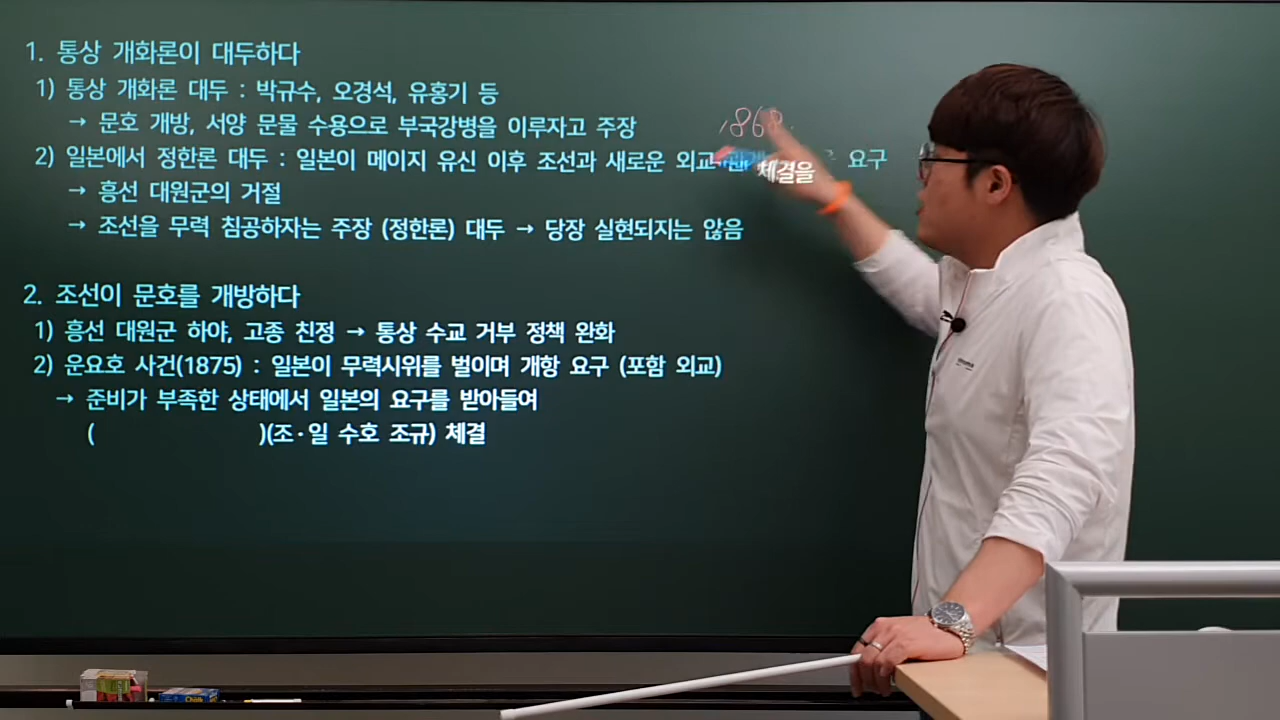 1. 통상 개화론이 대두하다
1) 통상 개화론 대두 : 박규수, 오경석, 유홍기 등
→ 문호 개방, 서양 문물 수용으로 부국강병을 이루자고 주장
1868.
2) 일본에서 정한론 대두 : 일본이 메이지 유신 이후 조선과 새로운 외교 체결을 요구
→ 흥선 대원군의 거절
→ 조선을 무력 침공하자는 주장 (정한론) 대두 → 당장 실현되지는 않음
2. 조선이 문호를 개방하다
1) 흥선 대원군 하야, 고종 친정 → 통상 수교 거부 정책 완화
2) 운요호 사건(1875) : 일본이 무력시위를 벌이며 개항 요구 (포함 외교)
→ 준비가 부족한 상태에서 일본의 요구를 받아들여
( )(조·일 수호 조규) 체결